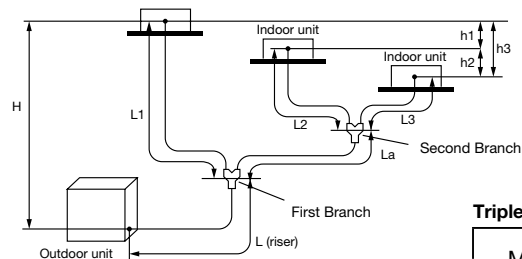 Indoor unit
h1
h3
h2
Indoor unit
H
L1
L2
L3
La
Second Branch
First Branch
L (riser)
Outdoor unit
Triple
M